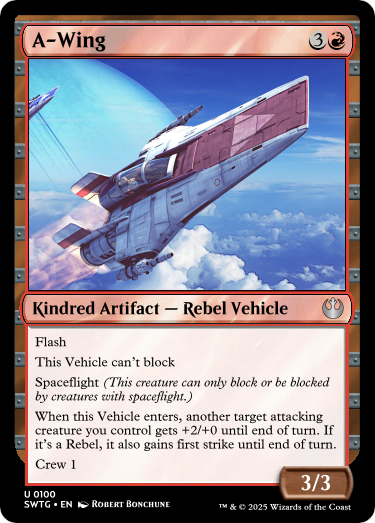 A-Wing 3
Kindred Artifact — Rebel Vehicle
Flash
This Vehicle can't block
Spaceflight (This creature can only block or be blocked
by creatures with spaceflight.)
When this Vehicle enters, another target attacking
creature you control gets +2/+0 until end of turn. If
it's a Rebel, it also gains first strike until end of turn.
Crew 1
3/3
U 0100
SWTG • EN Robert Bonchune ™ & © 2025 Wizards of the Coast